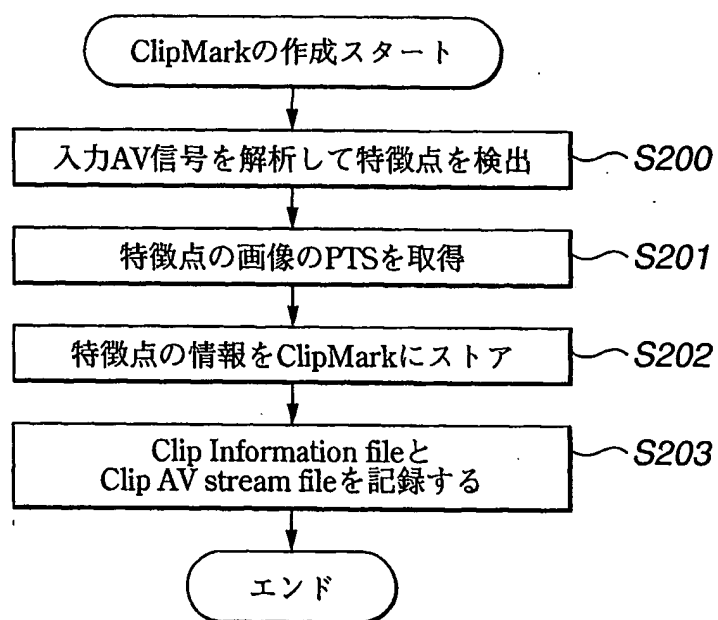 ClipMarkの作成スタート
入力AV信号を解析して特徴点を検出
S200
特徴点の画像のPTSを取得
S201
特徴点の情報をClipMarkにストア
S202
Clip Information fileと
Clip AV stream fileを記録する
S203
エンド